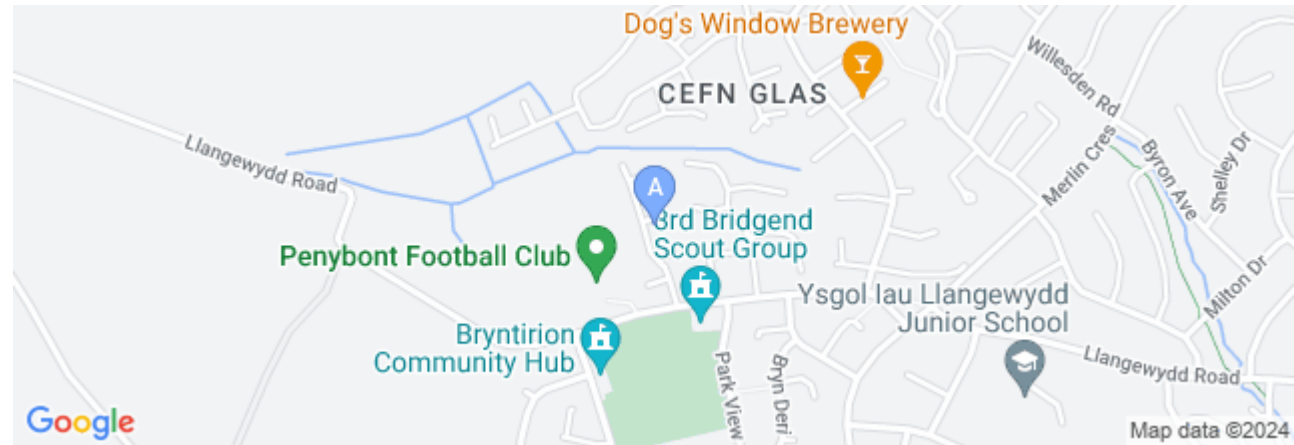 Dog's Window Brewery
CEFN GLAS
Willesden Rd
Byron Ave
Shelley Dr
Merlin Cres
Llangewydd Road
A
3rd Bridgend
Scout Group
Penybont Football Club
Ysgol Iau Llangewydd
Junior School
Milton Dr
Bryntirion
Community Hub
Park View
Bryn Deri
Llangewydd Road
Google
Map data ©2024